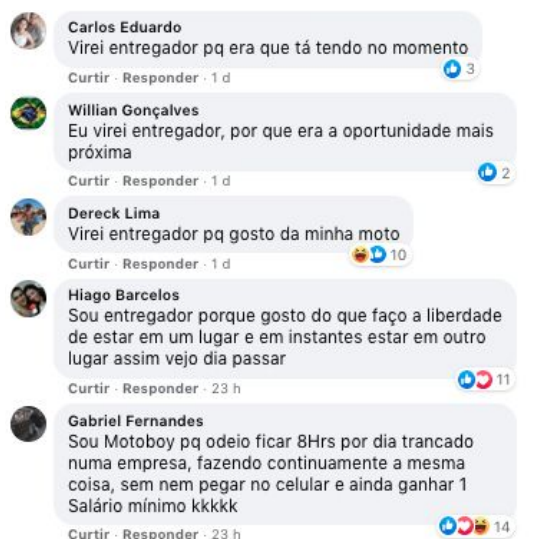 Carlos Eduardo
Virei entregador pq era que tá tendo no momento
3
Curtir · Responder · 1 d
Willian Gonçalves
Eu virei entregador, por que era a oportunidade mais
próxima
2
Curtir · Responder · 1 d
Dereck Lima
Virei entregador pq gosto da minha moto
10
Curtir · Responder · 1 d
Hiago Barcelos
Sou entregador porque gosto do que faço a liberdade
de estar em um lugar e em instantes estar em outro
lugar assim vejo dia passar
11
Curtir · Responder · 23 h
Gabriel Fernandes
Sou Motoboy pq odeio ficar 8Hrs por dia trancado
numa empresa, fazendo continuamente a mesma
coisa, sem nem pegar no celular e ainda ganhar 1
Salário mínimo kkkkk
14
Curtir · Responder · 23 h